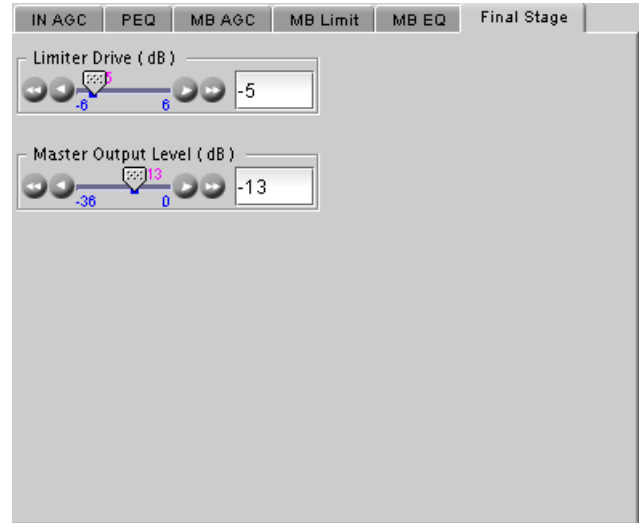 IN AGC PEQ MB AGC MB Limit MB EQ Final Stage
Limiter Drive ( dB )
5
-6 6
-5
Master Output Level ( dB )
13
-36 0
-13